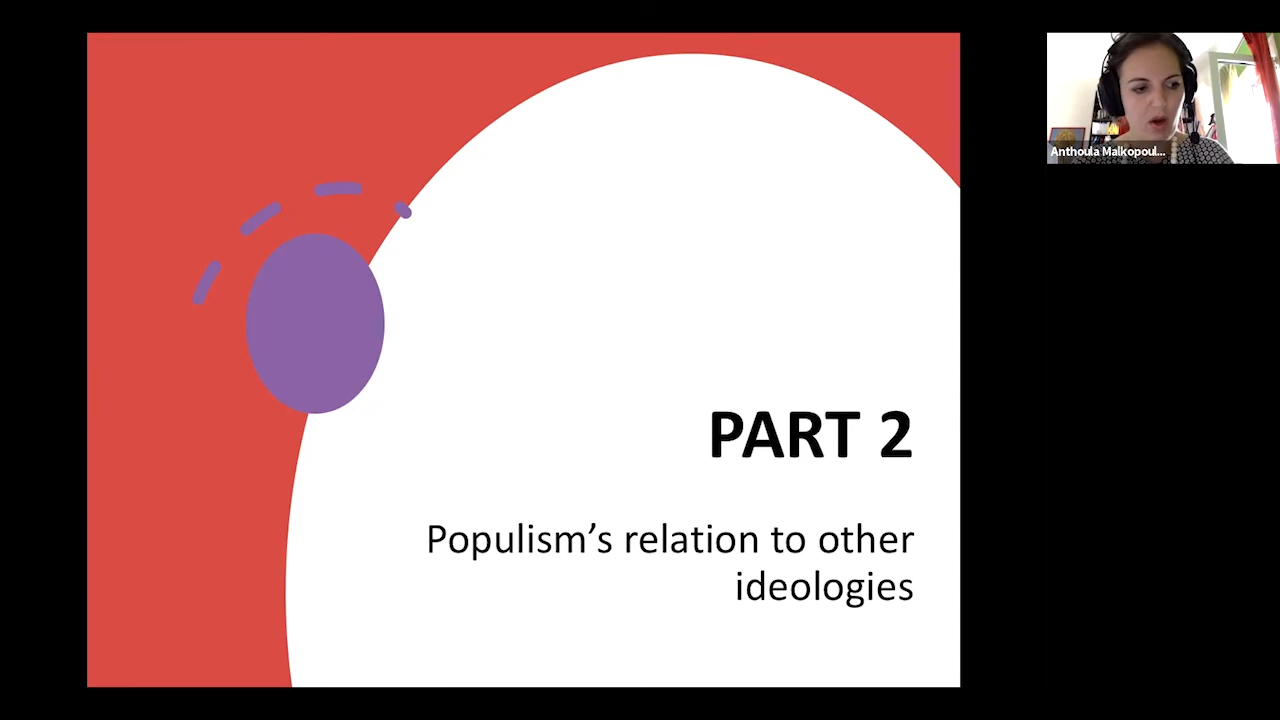 PART 2
Populism’s relation to other
ideologies
Anthoula Malkopoul...